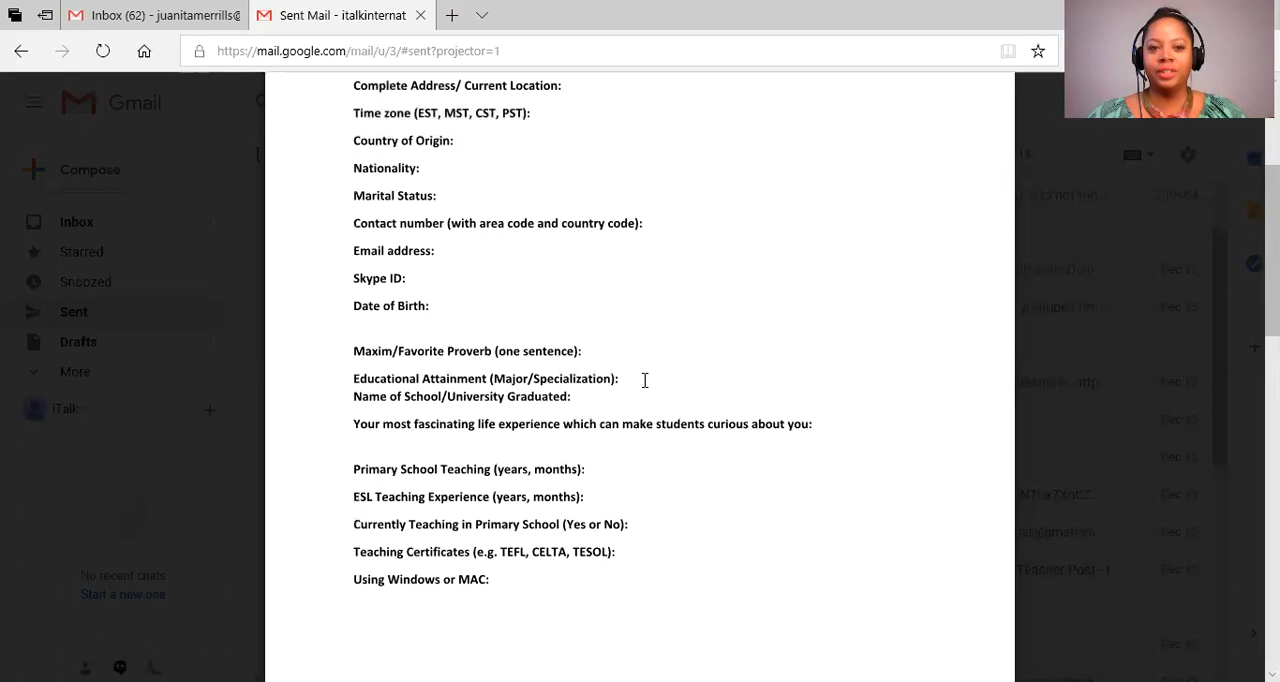 Inbox (62) - juanitamerrills@
Sent Mail - italkinternat
https://mail.google.com/mail/u/3/#sent?projector=1
Gmail
Compose
Inbox
Starred
Snoozed
Sent
Drafts
More
iTalk
No recent chats
Start a new one
Complete Address/ Current Location:
Time zone (EST, MST, CST, PST):
Country of Origin:
Nationality:
Marital Status:
Contact number (with area code and country code):
Email address:
Skype ID:
Date of Birth:
Maxim/Favorite Proverb (one sentence):
Educational Attainment (Major/Specialization):
Name of School/University Graduated:
Your most fascinating life experience which can make students curious about you:
Primary School Teaching (years, months):
ESL Teaching Experience (years, months):
Currently Teaching in Primary School (Yes or No):
Teaching Certificates (e.g. TEFL, CELTA, TESOL):
Using Windows or MAC: